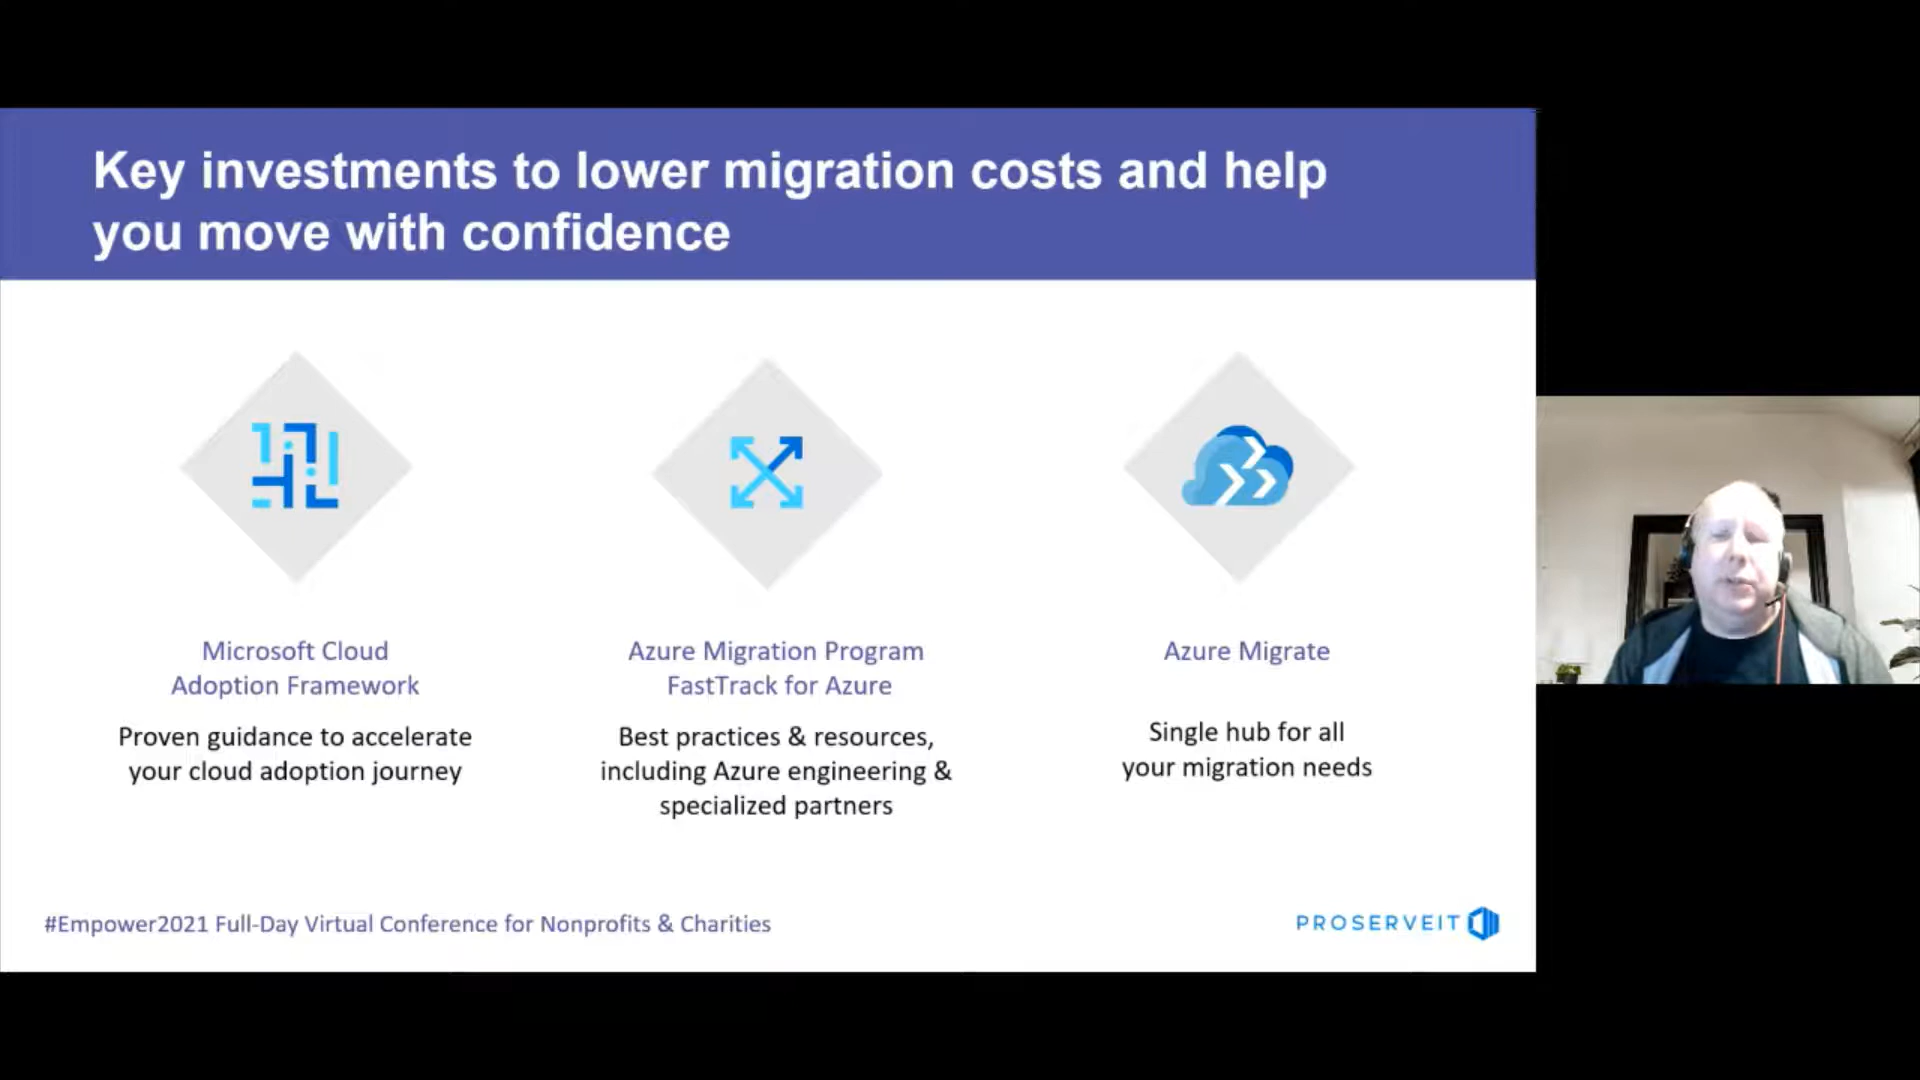 Key investments to lower migration costs and help
you move with confidence
Microsoft Cloud
Adoption Framework
Proven guidance to accelerate
your cloud adoption journey
Azure Migration Program
FastTrack for Azure
Best practices & resources,
including Azure engineering &
specialized partners
Azure Migrate
Single hub for all
your migration needs
#Empower2021 Full-Day Virtual Conference for Nonprofits & Charities
PROSERVEIT